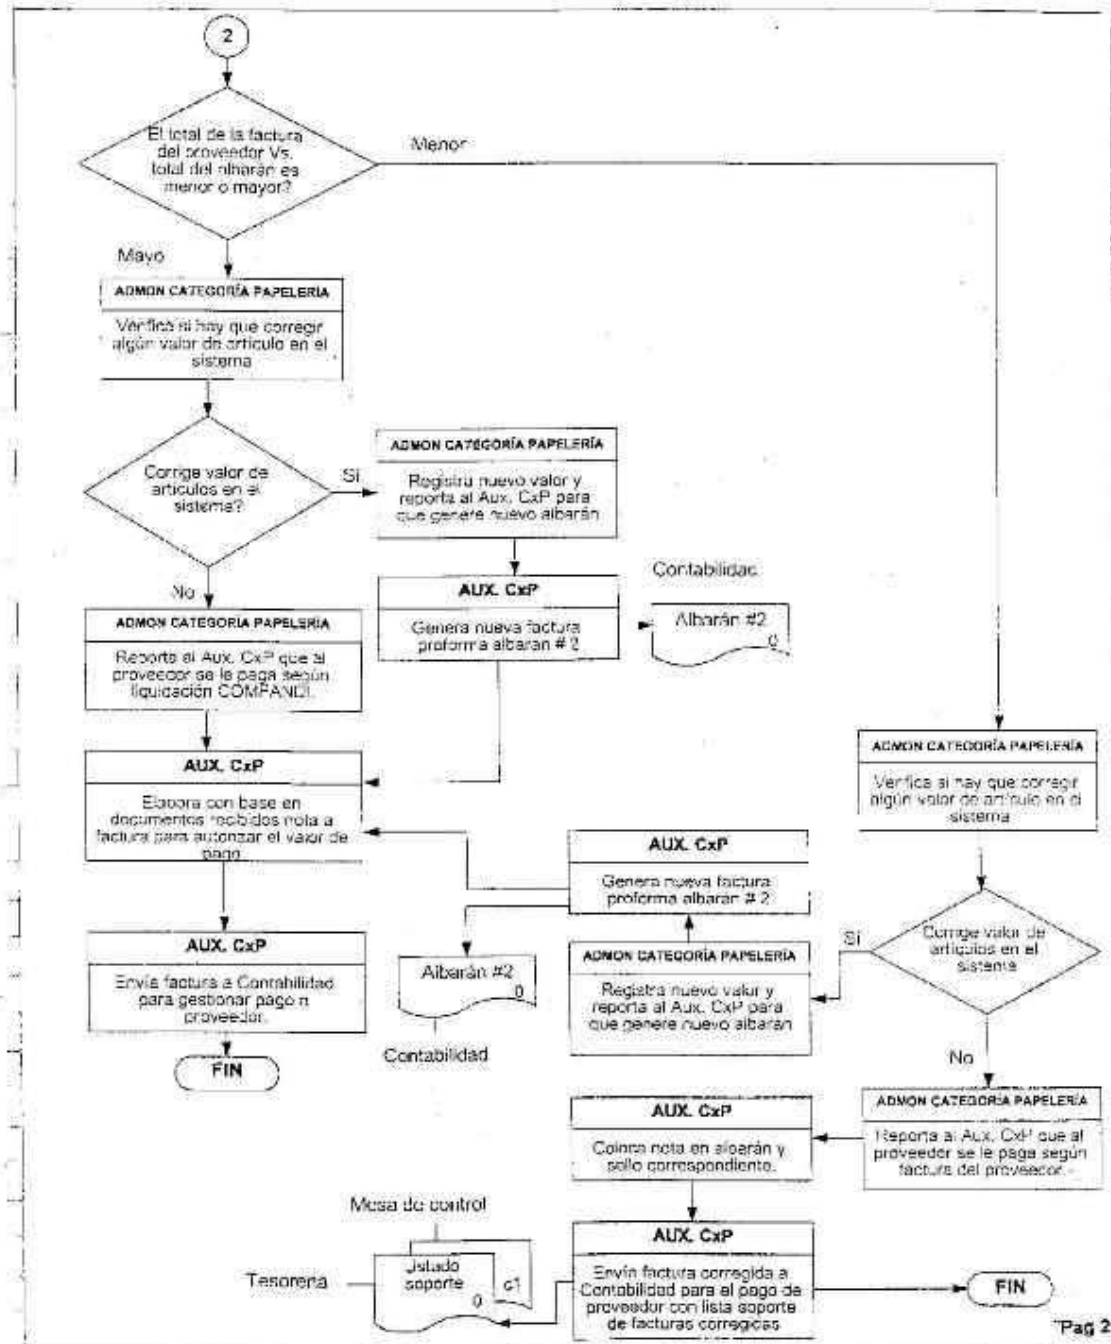 2
El total de la factura
del proveedor Vs.
total del albarán es
menor o mayor?
Menor
Mayo
ADMON CATEGORÍA PAPELERÍA
Verifica si hay que corregir
algún valor de artículo en el
sistema
Corrige valor de
artículos en el
sistema?
Si
ADMON CATEGORÍA PAPELERÍA
Registra nuevo valor y
reporta al Aux. CxP para
que genere nuevo albarán
No
AUX. CxP
Genera nueva factura
proforma albaran # 2
Contabilidad
Albarán #2
0
ADMON CATEGORÍA PAPELERÍA
Reporta al Aux. CxP que al
proveedor se le paga según
liquidación COMPANDI.
AUX. CxP
Elabora con base en
documentos recibidos nota a
factura para autorizar el valor de
pago
AUX. CxP
Envía factura a Contabilidad
para gestionar pago a
proveedor.
FIN
ADMON CATEGORÍA PAPELERÍA
Verifica si hay que corregir
algún valor de artículo en el
sistema
Corrige valor de
artículos en el
sistema
Si
AUX. CxP
Genera nueva factura
proforma albarán # 2
Albarán #2
0
Contabilidad
ADMON CATEGORÍA PAPELERÍA
Registra nuevo valor y
reporta al Aux. CxP para
que genere nuevo albarán
No
ADMON CATEGORÍA PAPELERÍA
Reporta al Aux. CxP que al
proveedor se le paga según
factura del proveedor.
AUX. CxP
Coloca nota en albarán y
sello correspondiente.
Mesa de control
Tesorería
Listado
soporte
0
c1
AUX. CxP
Envía factura corregida a
Contabilidad para el pago de
proveedor con lista soporte
de facturas corregidas
FIN
Pag 2